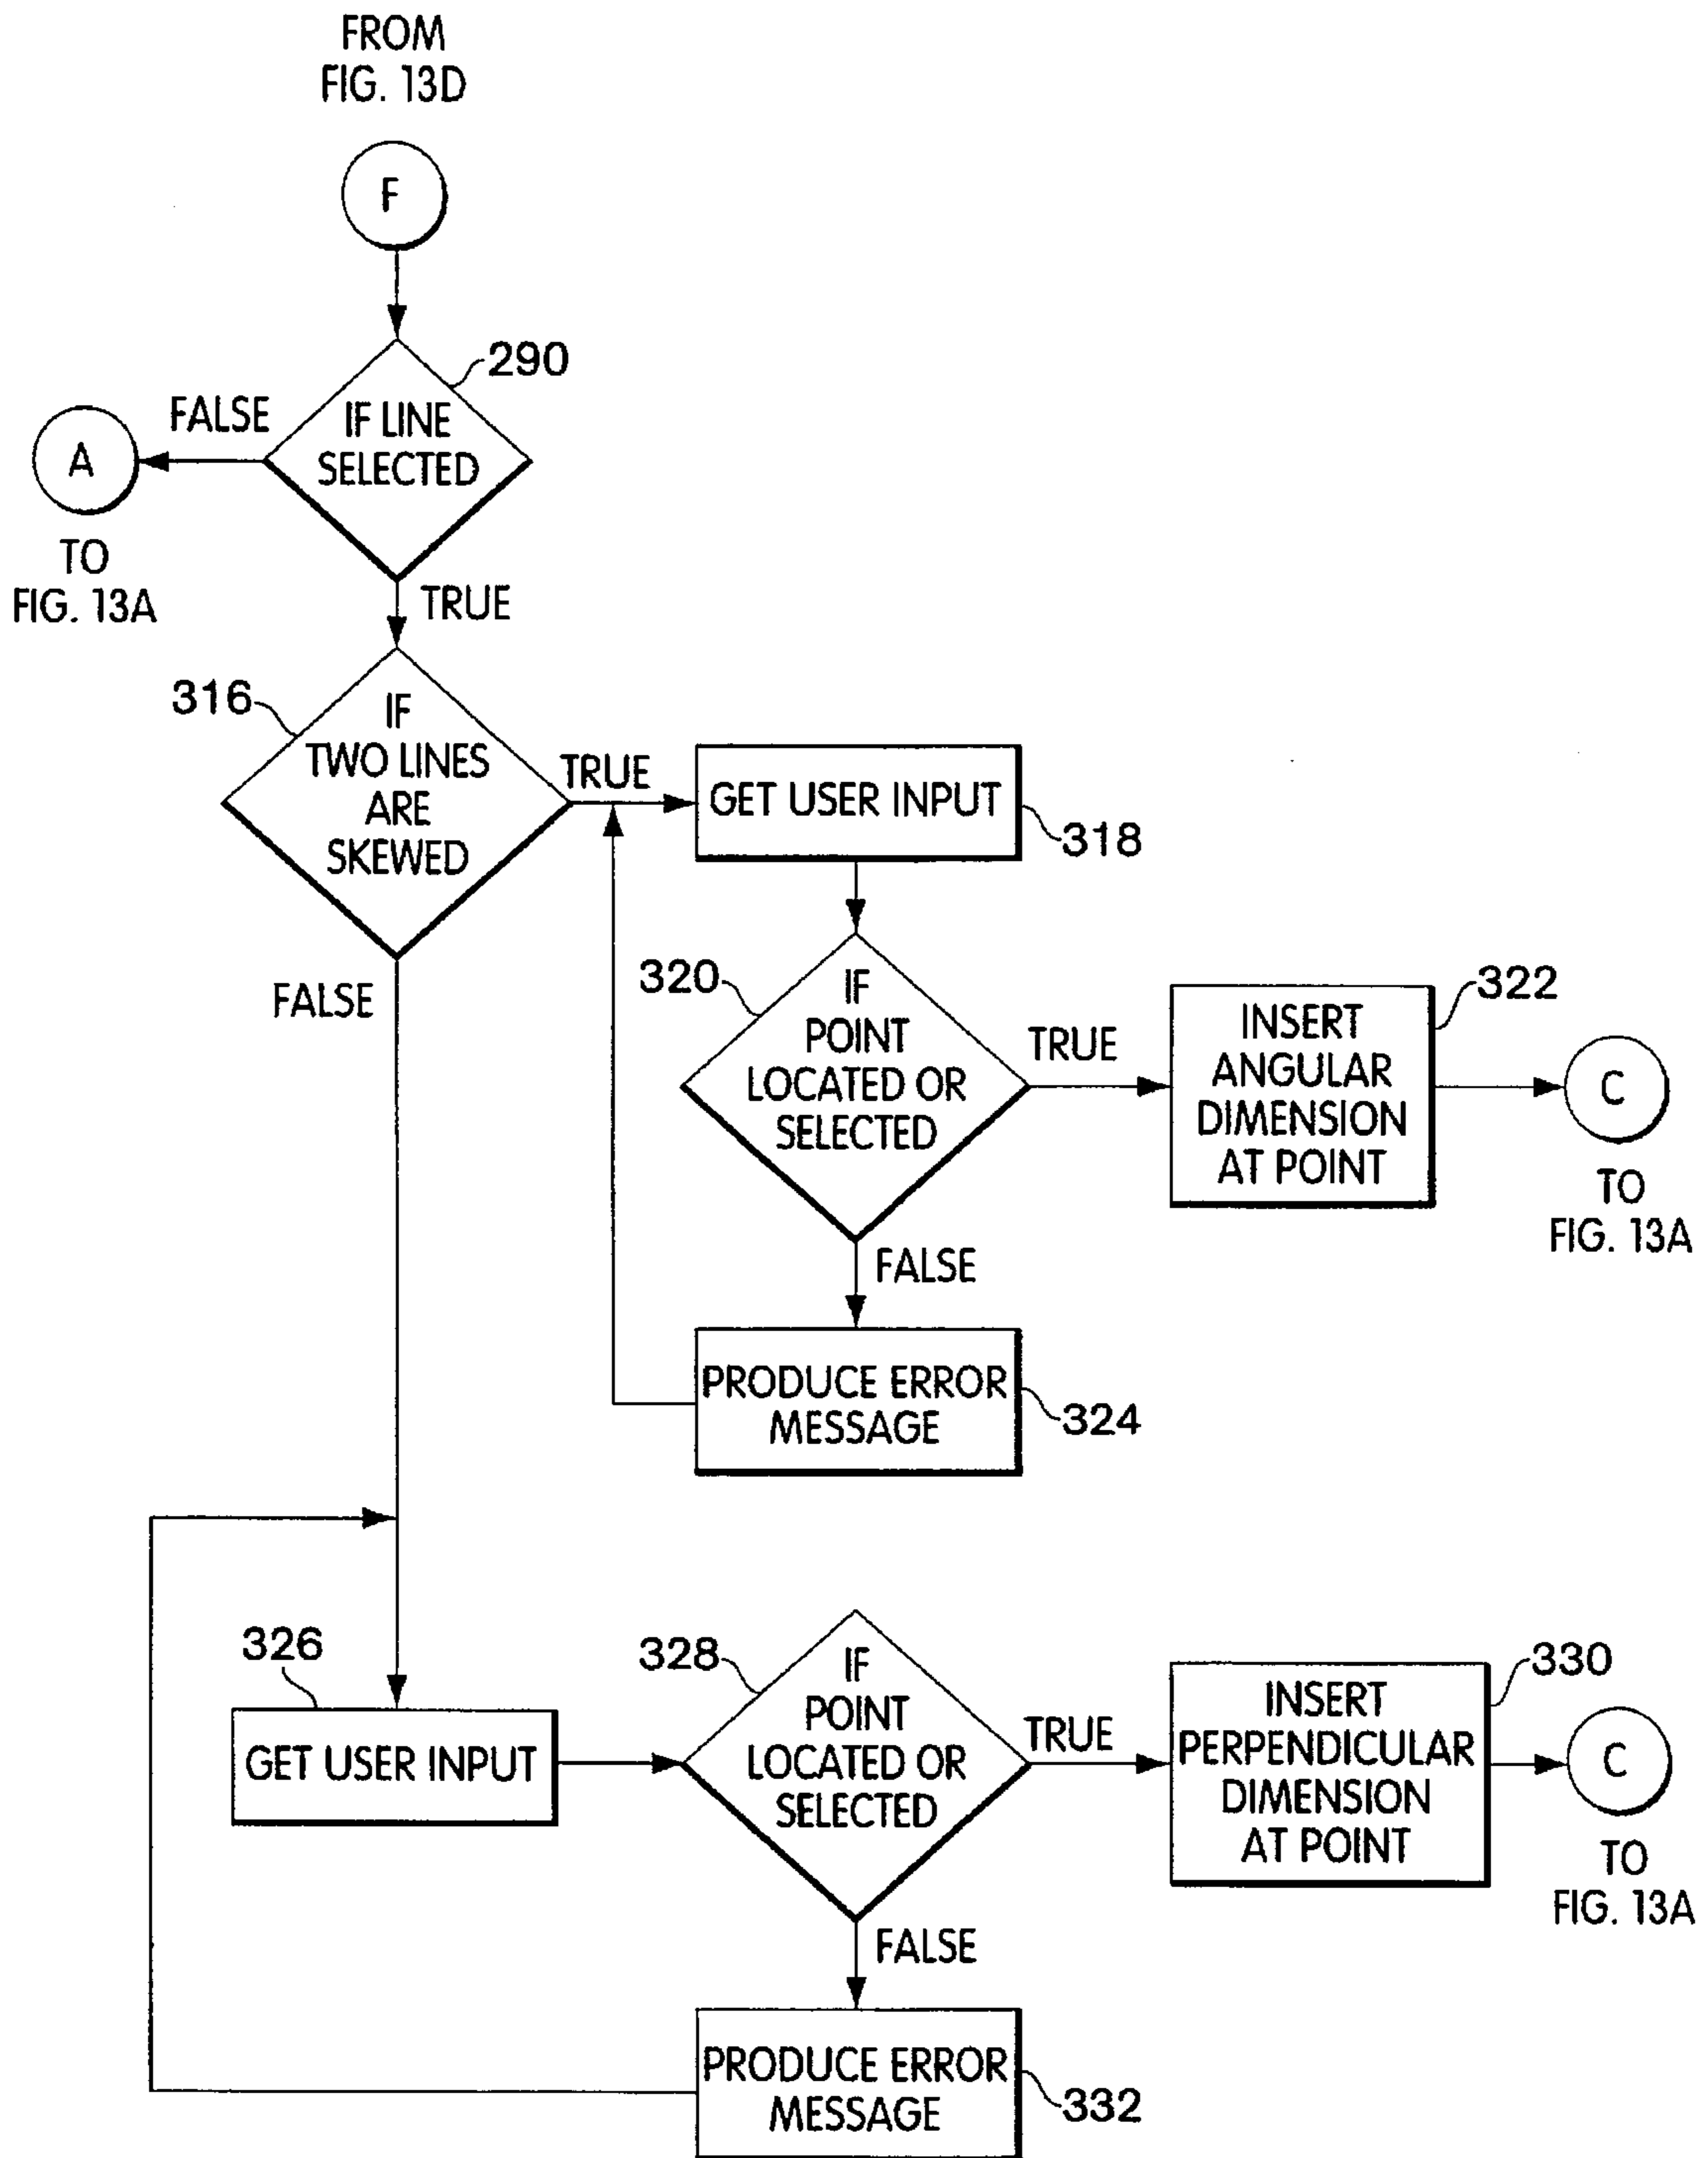 FROM
FIG. 13D
F
290
IF LINE
SELECTED
FALSE
A
TO
FIG. 13A
TRUE
316
IF
TWO LINES
ARE
SKEWED
TRUE
GET USER INPUT
318
FALSE
320
IF
POINT
LOCATED OR
SELECTED
TRUE
322
INSERT
ANGULAR
DIMENSION
AT POINT
C
TO
FIG. 13A
FALSE
PRODUCE ERROR
MESSAGE
324
326
GET USER INPUT
328
IF
POINT
LOCATED OR
SELECTED
TRUE
330
INSERT
PERPENDICULAR
DIMENSION
AT POINT
C
TO
FIG. 13A
FALSE
PRODUCE ERROR
MESSAGE
332